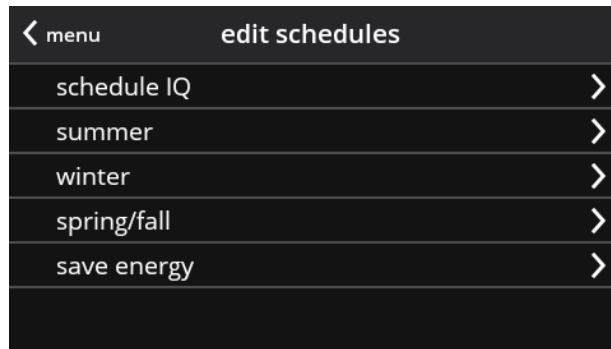 menu edit schedules
schedule IQ
summer
winter
spring/fall
save energy